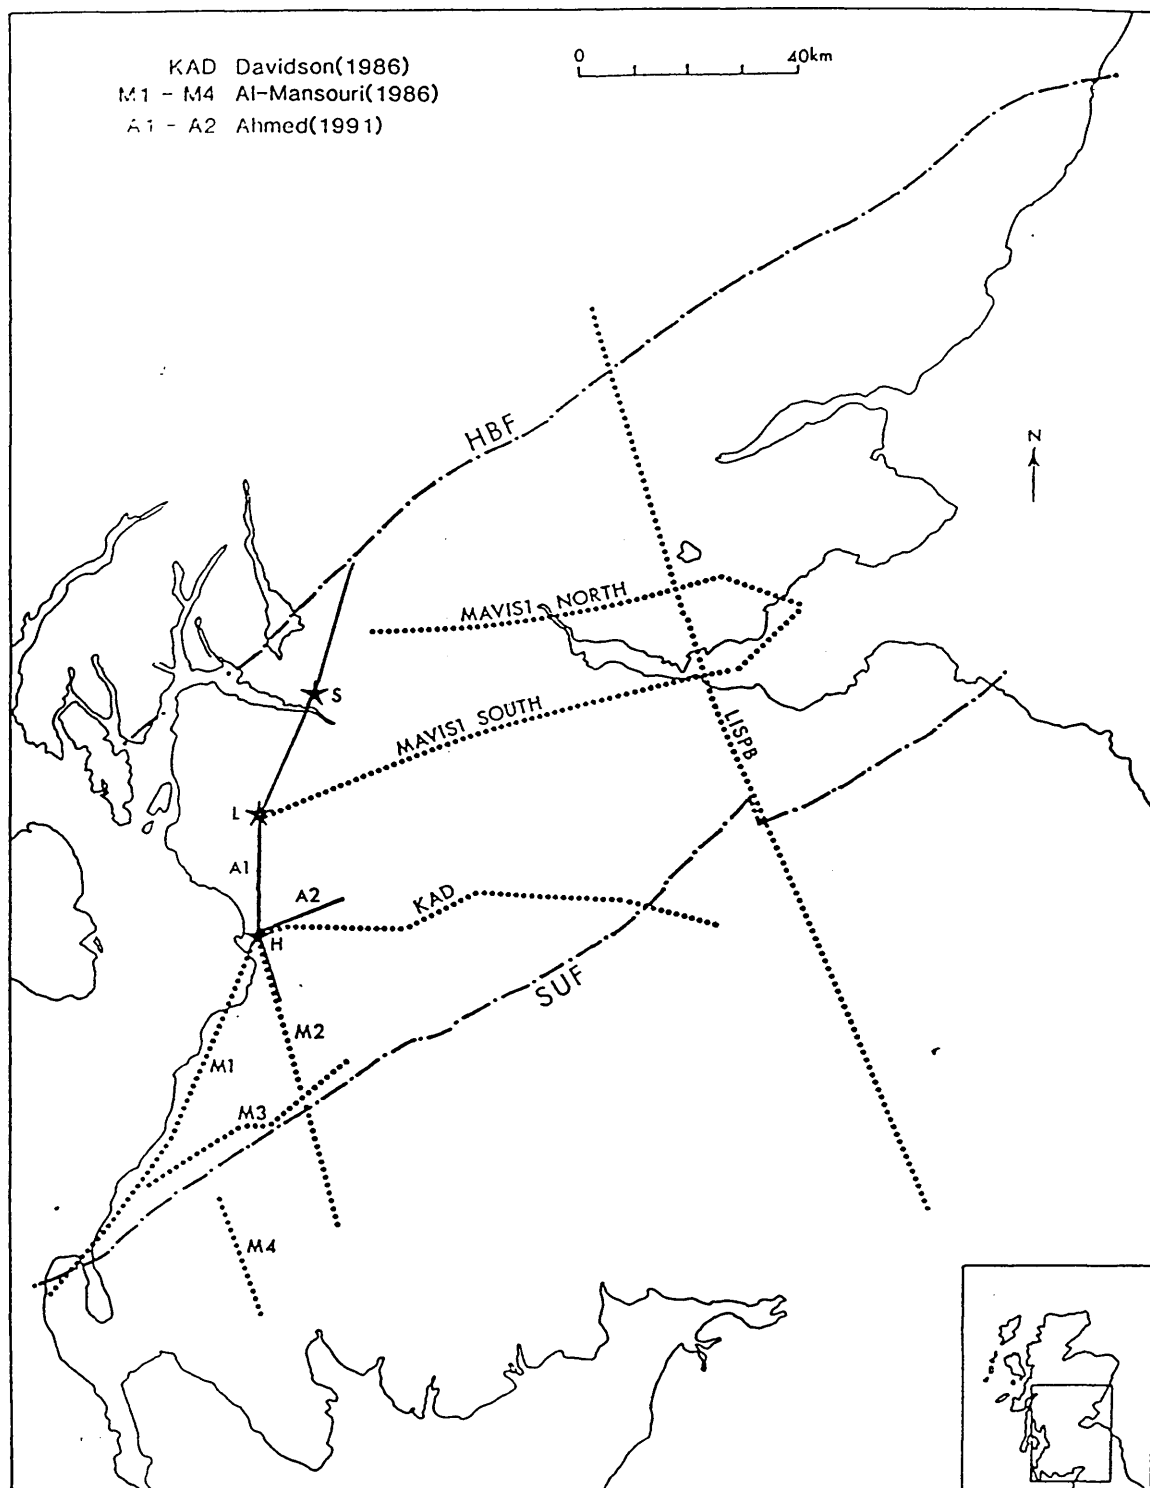 KAD Davidson(1986)
M1 - M4 Al-Mansouri(1986)
A1 - A2 Ahmed(1991)
0 40km
HBF
N
MAVIS1 NORTH
S
MAVIS1 SOUTH
LISPB
L
A1
A2
KAD
H
SUF
M2
M1
M3
M4